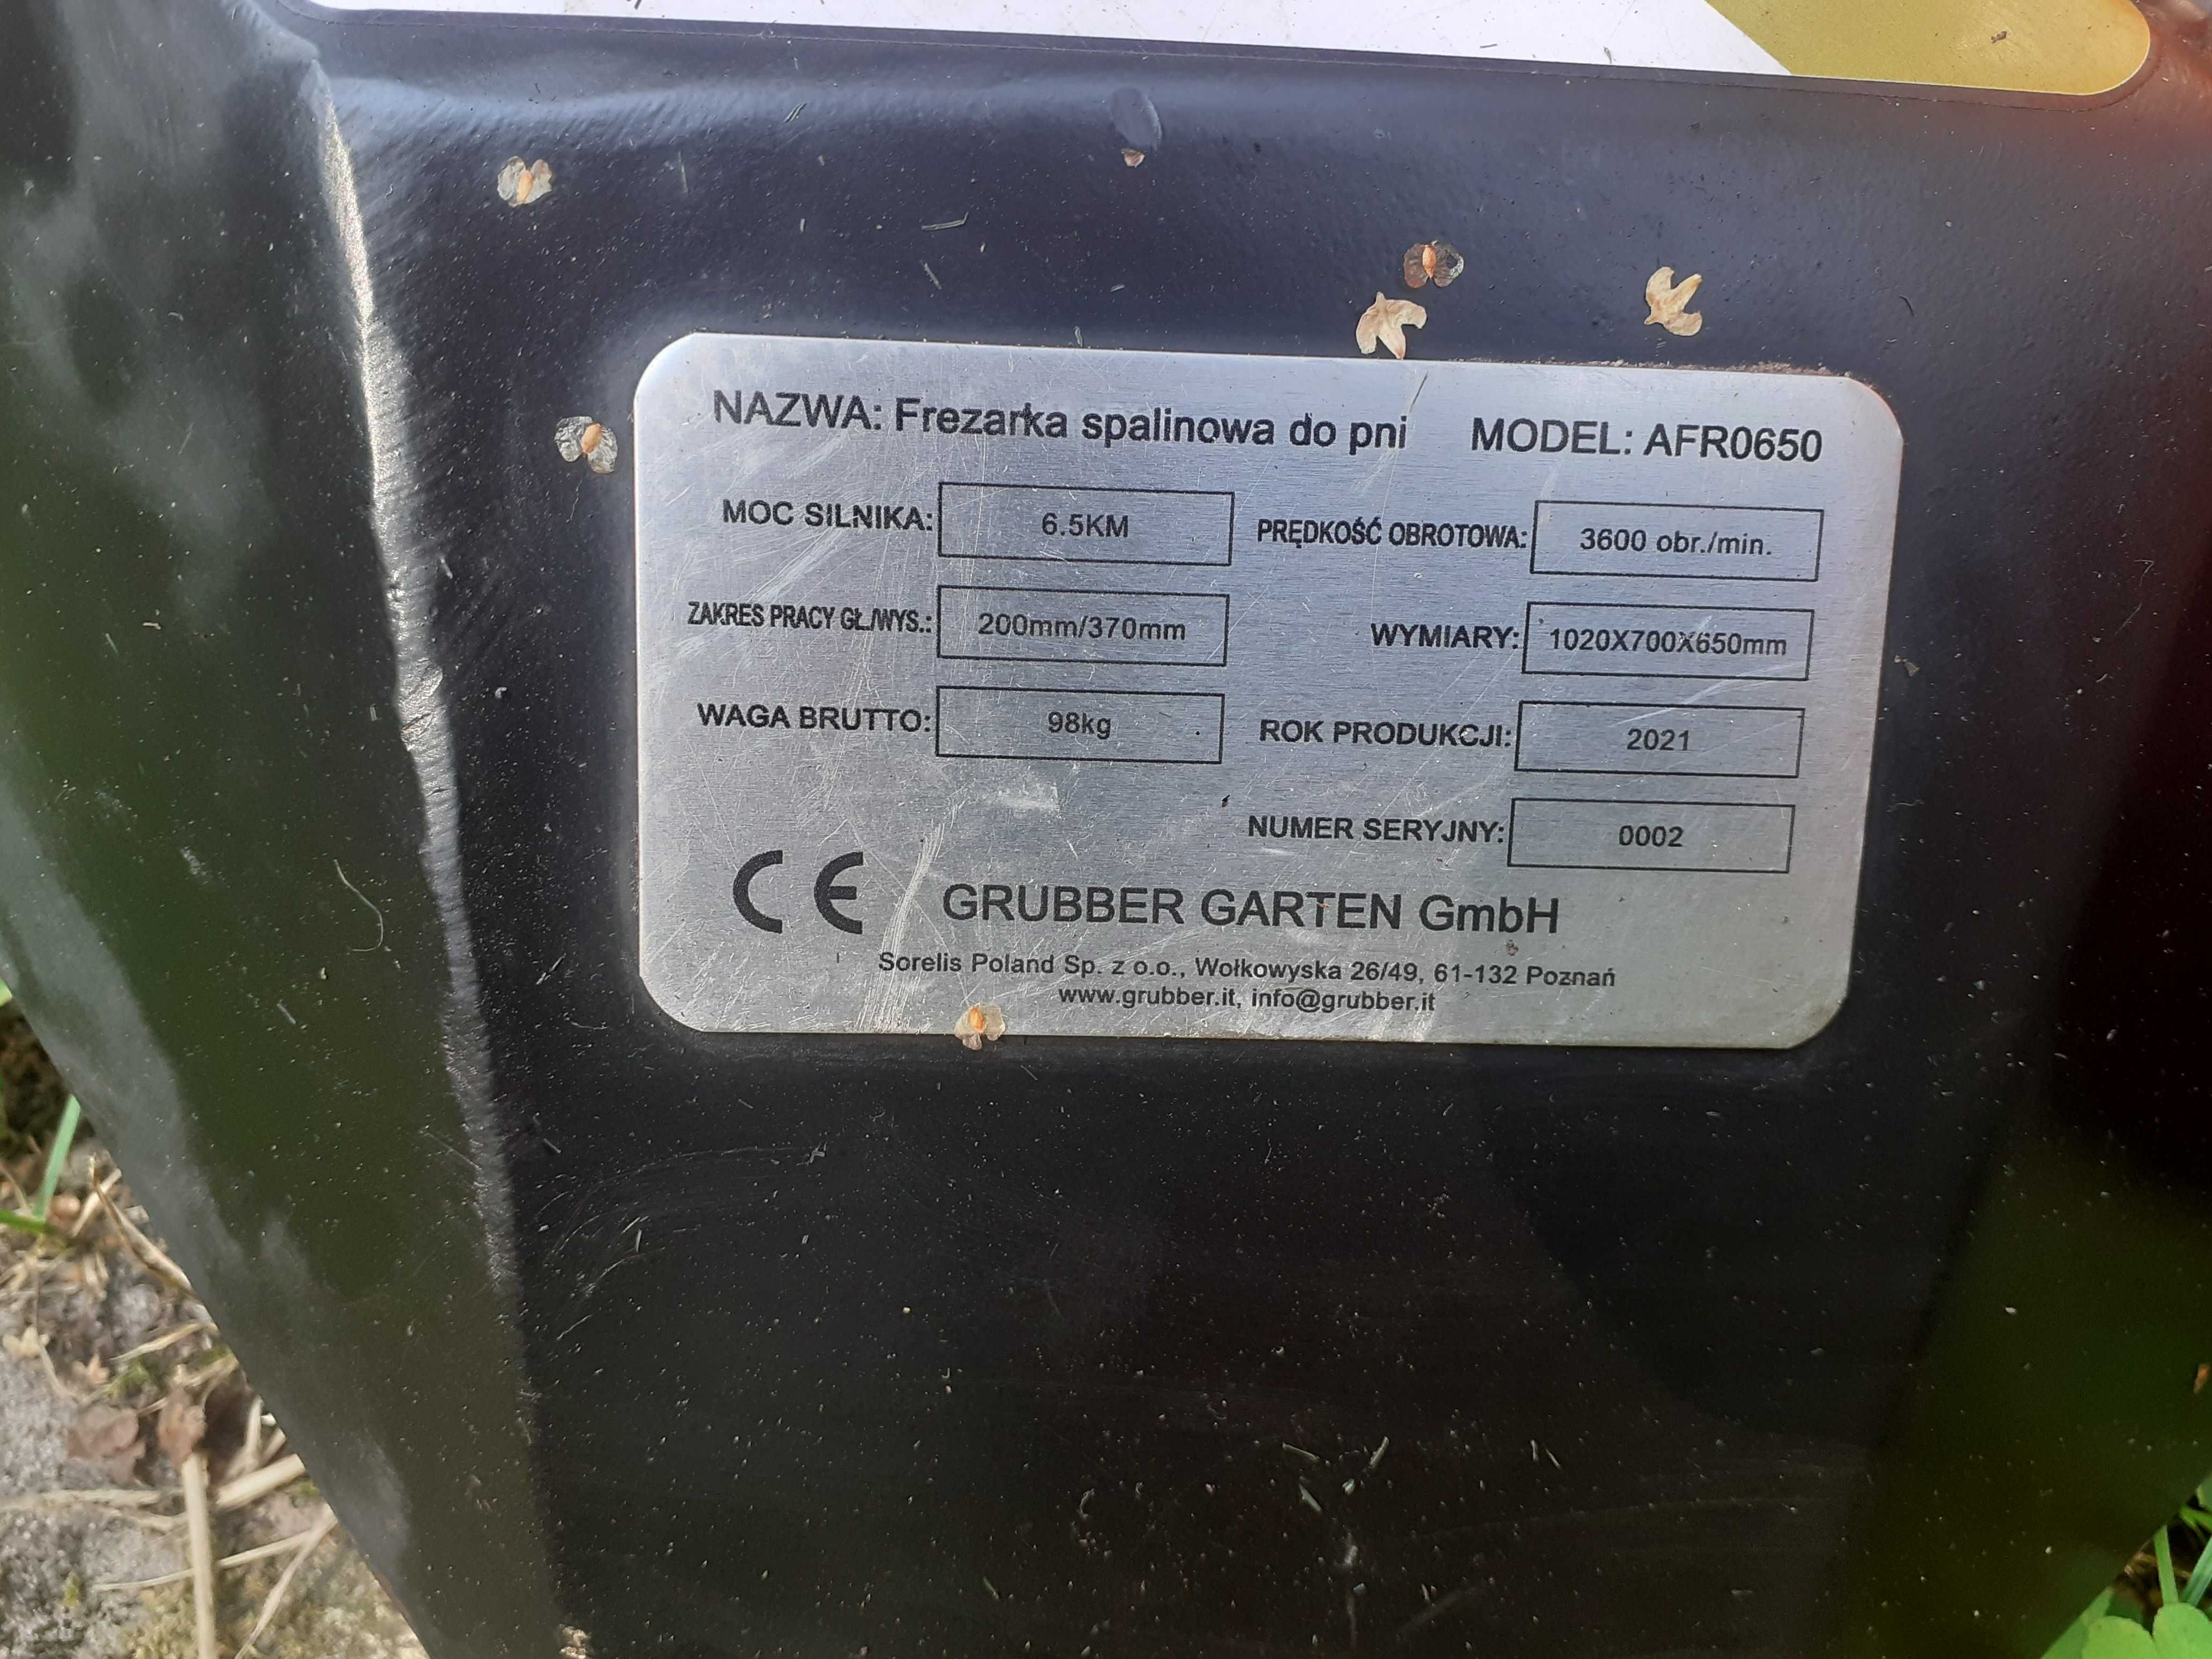 NAZWA: Frezarka spalinowa do pni MODEL: AFR0650
MOC SILNIKA: 6.5KM PRĘDKOŚĆ OBROTOWA: 3600 obr./min.
ZAKRES PRACY GŁ./WYS.: 200mm/370mm WYMIARY: 1020X700X650mm
WAGA BRUTTO: 98kg ROK PRODUKCJI: 2021
NUMER SERYJNY: 0002
CE GRUBBER GARTEN GmbH
Sorelis Poland Sp. z o.o., Wołkowyska 26/49, 61-132 Poznań
www.grubber.it, info@grubber.it